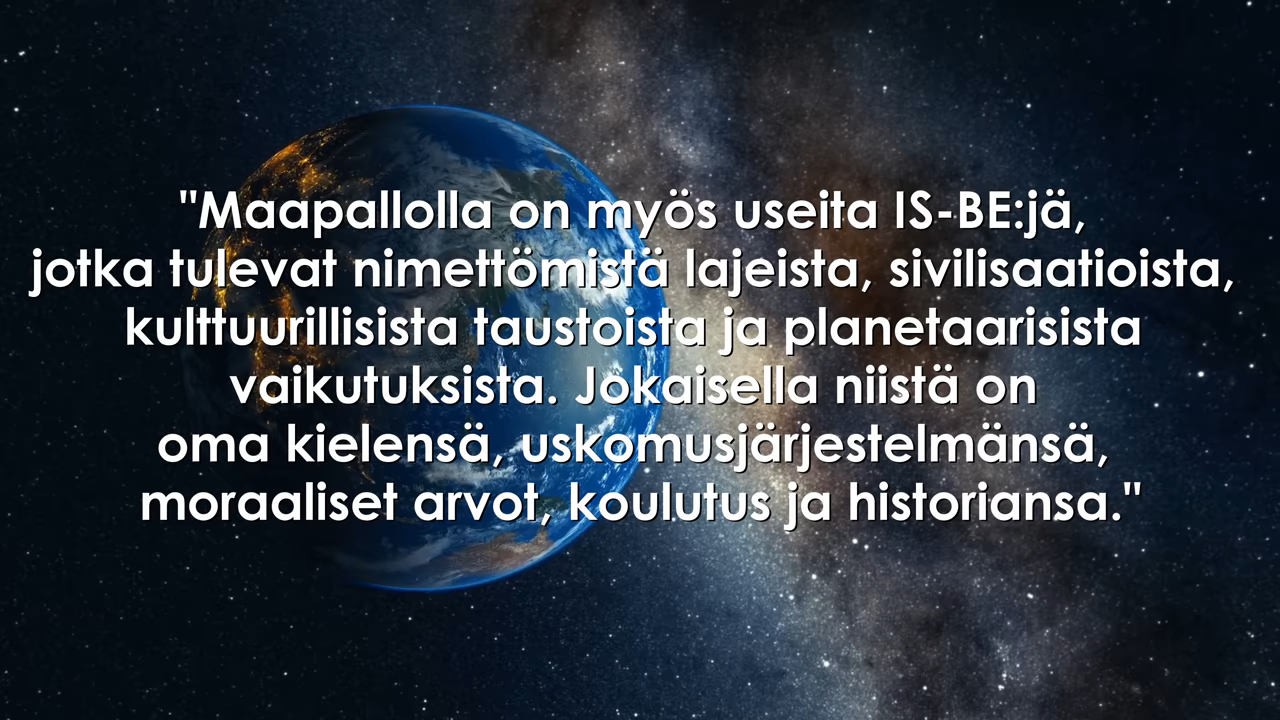 "Maapallolla on myös useita IS-BE:jä,
jotka tulevat nimettömistä lajeista, sivilisaatioista,
kulttuurillisista taustoista ja planetaarisista
vaikutuksista. Jokaisella niistä on
oma kielensä, uskomusjärjestelmänsä,
moraaliset arvot, koulutus ja historiansa."